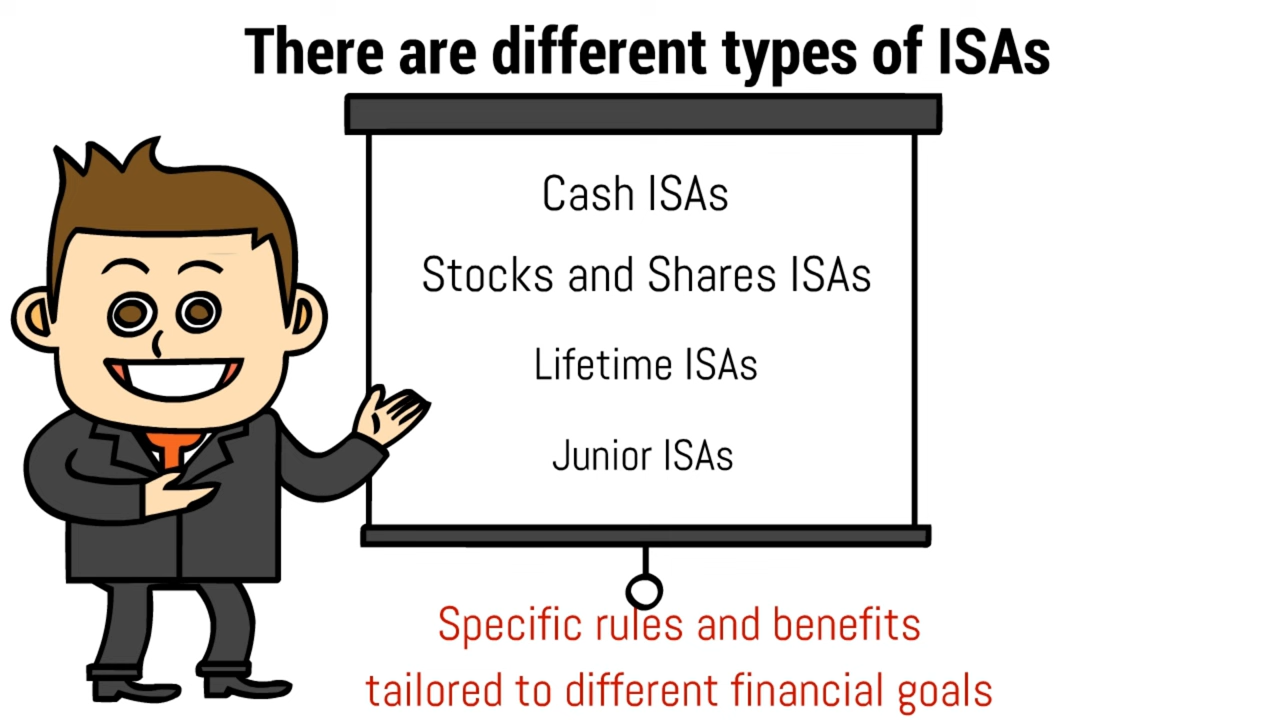 There are different types of ISAs
Cash ISAs
Stocks and Shares ISAs
Lifetime ISAs
Junior ISAs
Specific rules and benefits
tailored to different financial goals